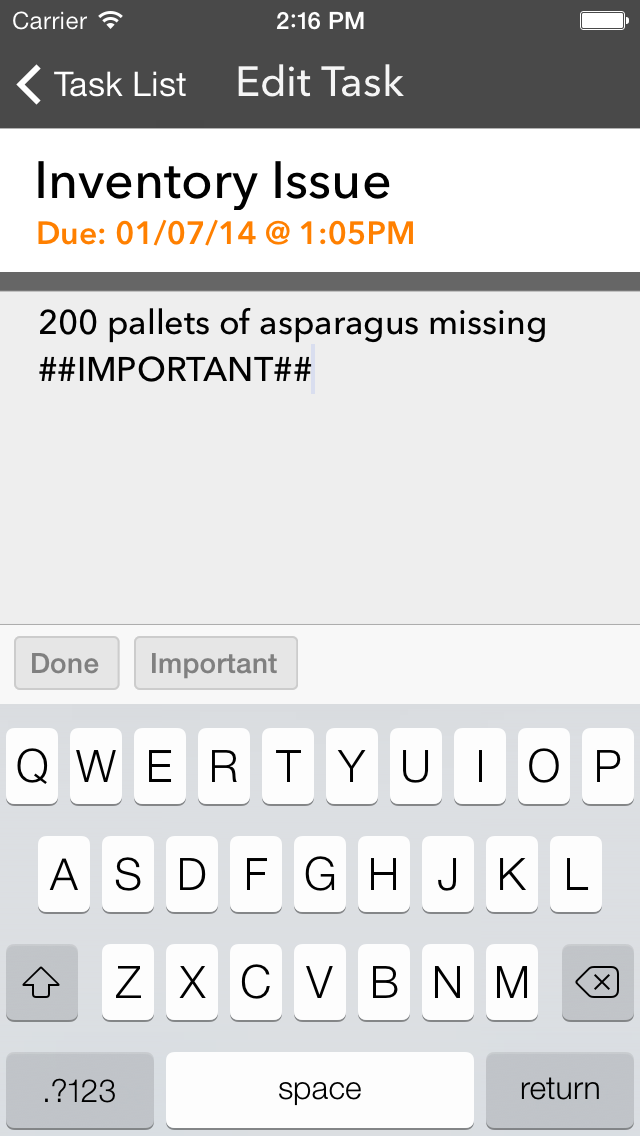 Carrier 2:16 PM
Task List Edit Task
Inventory Issue
Due: 01/07/14 @ 1:05PM
200 pallets of asparagus missing
##IMPORTANT##
Done Important
Q W E R T Y U I O P
A S D F G H J K L
Z X C V B N M
.?123 space return